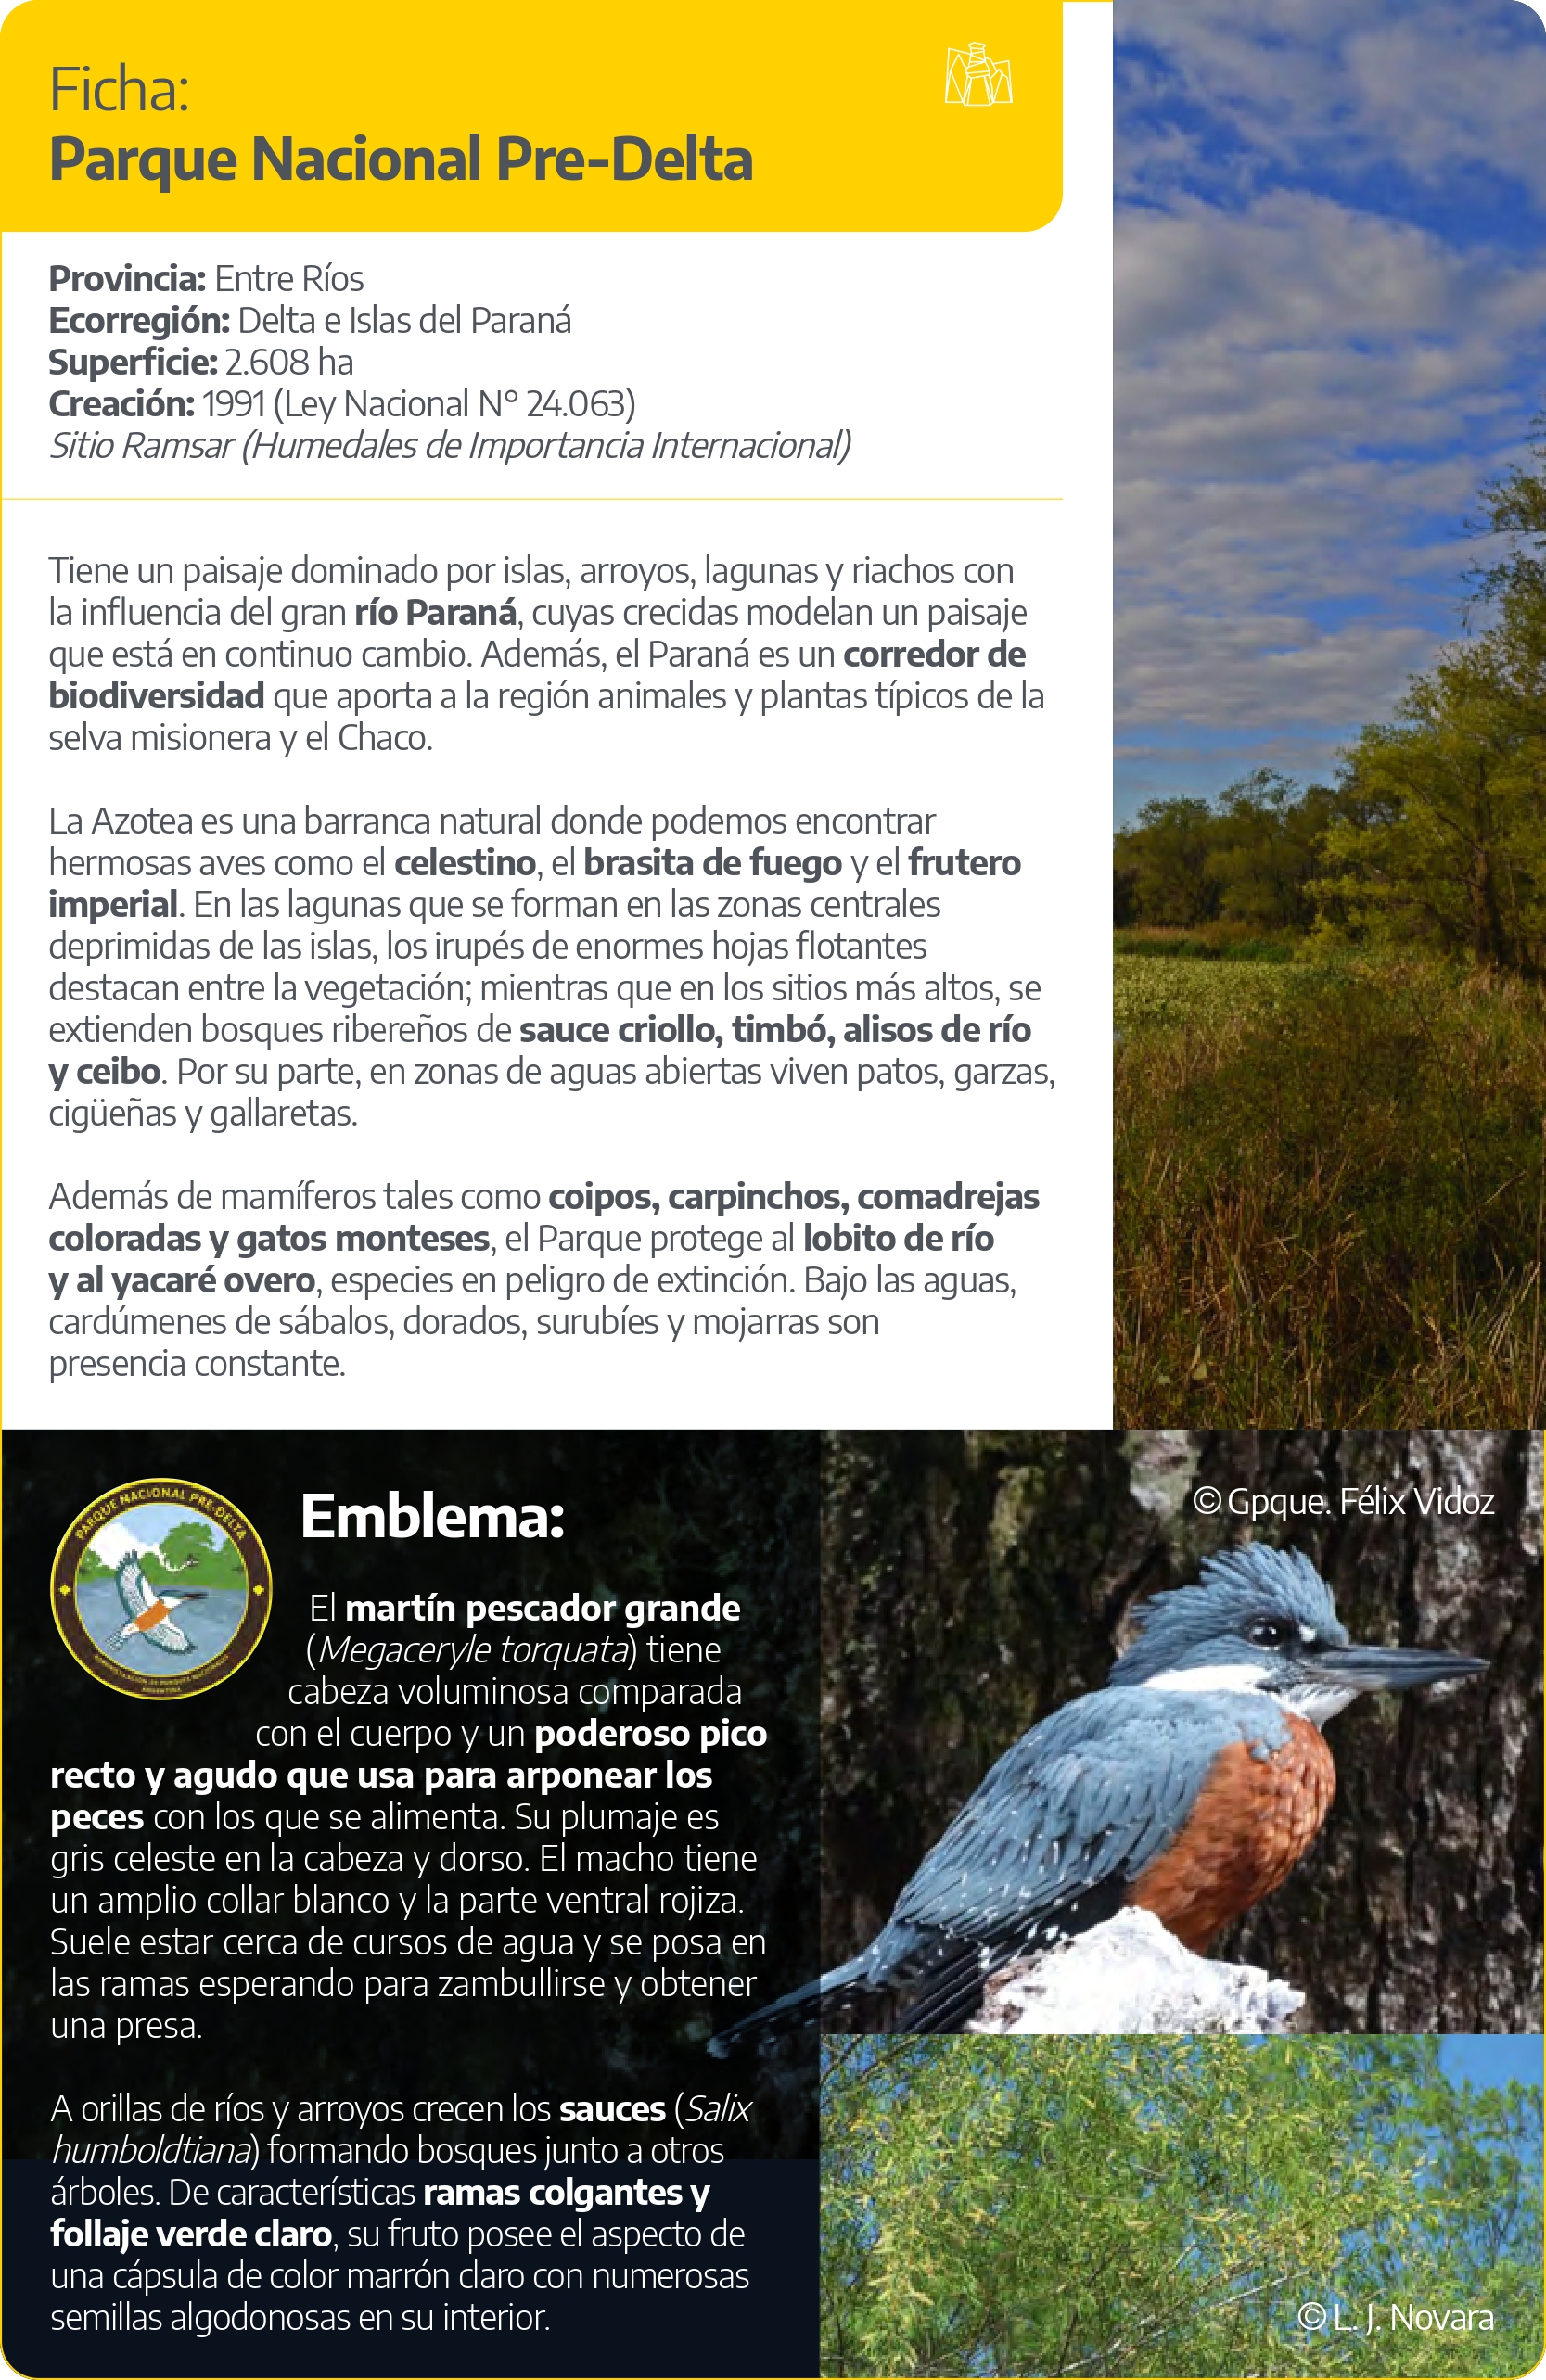 Ficha:
Parque Nacional Pre-Delta
Provincia: Entre Ríos
Ecorregión: Delta e Islas del Paraná
Superficie: 2.608 ha
Creación: 1991 (Ley Nacional N° 24.063)
Sitio Ramsar (Humedales de Importancia Internacional)
Tiene un paisaje dominado por islas, arroyos, lagunas y riachos con
la influencia del gran río Paraná, cuyas crecidas modelan un paisaje
que está en continuo cambio. Además, el Paraná es un corredor de
biodiversidad que aporta a la región animales y plantas típicos de la
selva misionera y el Chaco.
La Azotea es una barranca natural donde podemos encontrar
hermosas aves como el celestino, el brasita de fuego y el frutero
imperial. En las lagunas que se forman en las zonas centrales
deprimidas de las islas, los irupés de enormes hojas flotantes
destacan entre la vegetación; mientras que en los sitios más altos, se
extienden bosques ribereños de sauce criollo, timbó, alisos de río
y ceibo. Por su parte, en zonas de aguas abiertas viven patos, garzas,
cigüeñas y gallaretas.
Además de mamíferos tales como coipos, carpinchos, comadrejas
coloradas y gatos monteses, el Parque protege al lobito de río
y al yacaré overo, especies en peligro de extinción. Bajo las aguas,
cardúmenes de sábalos, dorados, surubíes y mojarras son
presencia constante.
PARQUE NACIONAL PRE-DELTA
ADMINISTRACIÓN DE PARQUES NACIONALES
ARGENTINA
Emblema:
El martín pescador grande
(Megaceryle torquata) tiene
cabeza voluminosa comparada
con el cuerpo y un poderoso pico
recto y agudo que usa para arponear los
peces con los que se alimenta. Su plumaje es
gris celeste en la cabeza y dorso. El macho tiene
un amplio collar blanco y la parte ventral rojiza.
Suele estar cerca de cursos de agua y se posa en
las ramas esperando para zambullirse y obtener
una presa.
A orillas de ríos y arroyos crecen los sauces (Salix
humboldtiana) formando bosques junto a otros
árboles. De características ramas colgantes y
follaje verde claro, su fruto posee el aspecto de
una cápsula de color marrón claro con numerosas
semillas algodonosas en su interior.
© Gpque. Félix Vidoz
© L. J. Novara